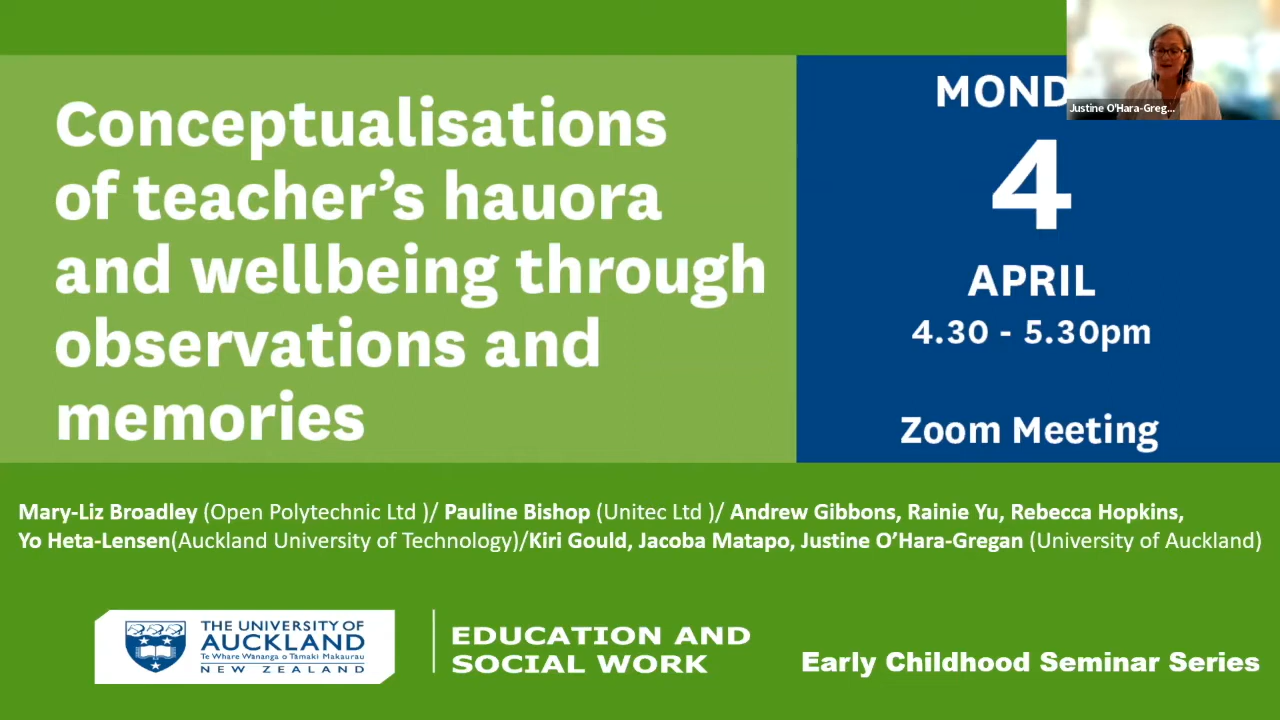 Conceptualisations
of teacher's hauora
and wellbeing through
observations and
memories
MOND
4
APRIL
4.30 - 5.30pm
Zoom Meeting
Justine O'Hara-Greg...
Mary-Liz Broadley (Open Polytechnic Ltd )/ Pauline Bishop (Unitec Ltd )/ Andrew Gibbons, Rainie Yu, Rebecca Hopkins,
Yo Heta-Lensen(Auckland University of Technology)/Kiri Gould, Jacoba Matapo, Justine O'Hara-Gregan (University of Auckland)
THE UNIVERSITY OF
AUCKLAND
Te Whare Wānanga o Tāmaki Makaurau
NEW ZEALAND
EDUCATION AND
SOCIAL WORK
Early Childhood Seminar Series